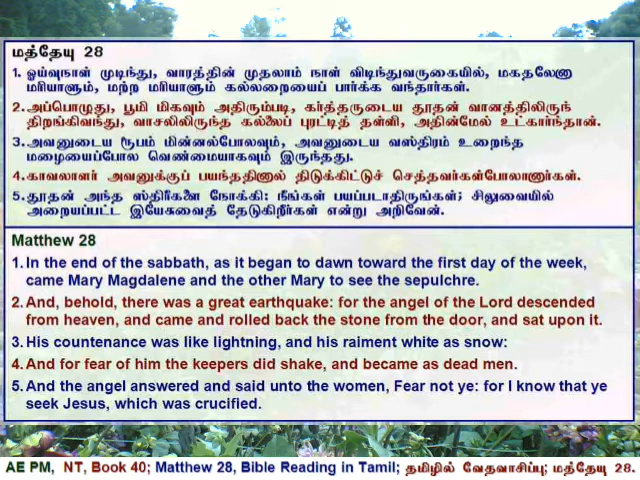 மத்தேயு 28
1. ஓய்வுநாள் முடிந்து, வாரத்தின் முதலாம் நாள் விடிந்துவருகையில், மகதலேனா
மரியாளும், மற்ற மரியாளும் கல்லறையைப் பார்க்க வந்தார்கள்.
2. அப்பொழுது, பூமி மிகவும் அதிரும்படி, கர்த்தருடைய தூதன் வானத்திலிருந்
திறங்கிவந்து, வாசலிலிருந்த கல்லைப் புரட்டித் தள்ளி, அதின்மேல் உட்கார்ந்தான்.
3. அவனுடைய ரூபம் மின்னல்போலவும், அவனுடைய வஸ்திரம் உறைந்த
மழையைப்போல வெண்மையாகவும் இருந்தது.
4. காவலாளர் அவனுக்குப் பயந்ததினால் திடுக்கிட்டுச் செத்தவர்கள்போலானார்கள்.
5. தூதன் அந்த ஸ்திரீகளை நோக்கி: நீங்கள் பயப்படாதிருங்கள்; சிலுவையில்
அறையப்பட்ட இயேசுவைத் தேடுகிறீர்கள் என்று அறிவேன்.
Matthew 28
1. In the end of the sabbath, as it began to dawn toward the first day of the week,
came Mary Magdalene and the other Mary to see the sepulchre.
2. And, behold, there was a great earthquake: for the angel of the Lord descended
from heaven, and came and rolled back the stone from the door, and sat upon it.
3. His countenance was like lightning, and his raiment white as snow:
4. And for fear of him the keepers did shake, and became as dead men.
5. And the angel answered and said unto the women, Fear not ye: for I know that ye
seek Jesus, which was crucified.
AE PM, NT, Book 40; Matthew 28, Bible Reading in Tamil; தமிழில் வேதவாசிப்பு; மத்தேயு 28.